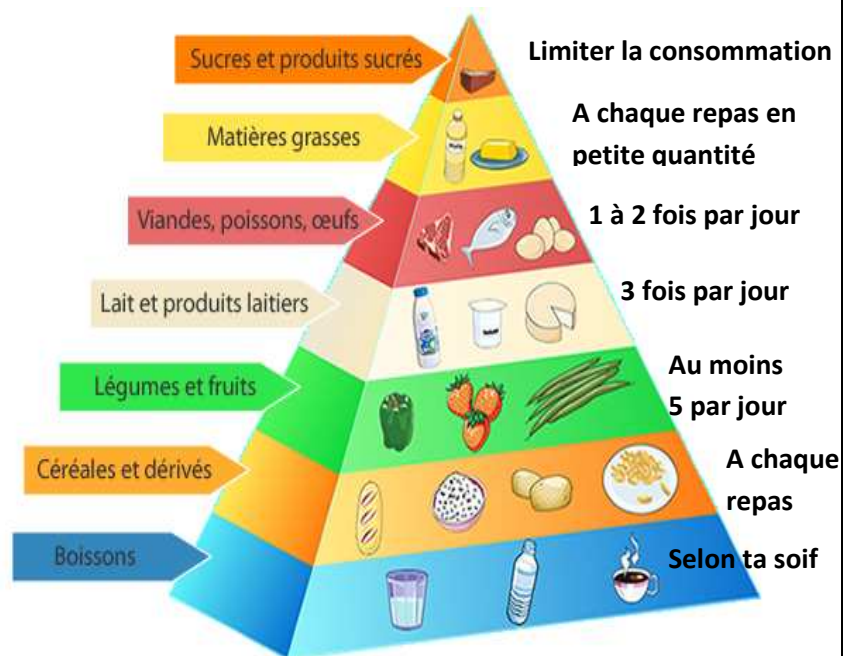 Sucres et produits sucrés
Limiter la consommation
Matières grasses
A chaque repas en
petite quantité
Viandes, poissons, œufs
1 à 2 fois par jour
Lait et produits laitiers
3 fois par jour
Légumes et fruits
Au moins
5 par jour
Céréales et dérivés
A chaque
repas
Boissons
Selon ta soif